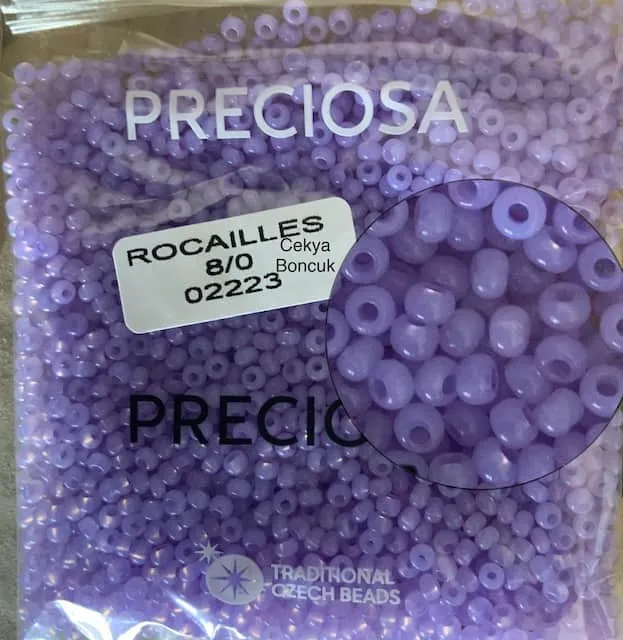 PRECIOSA
ROCAILLES
8/0
02223
Cekya
Boncuk
PRECIO
TRADITIONAL
CZECH BEADS